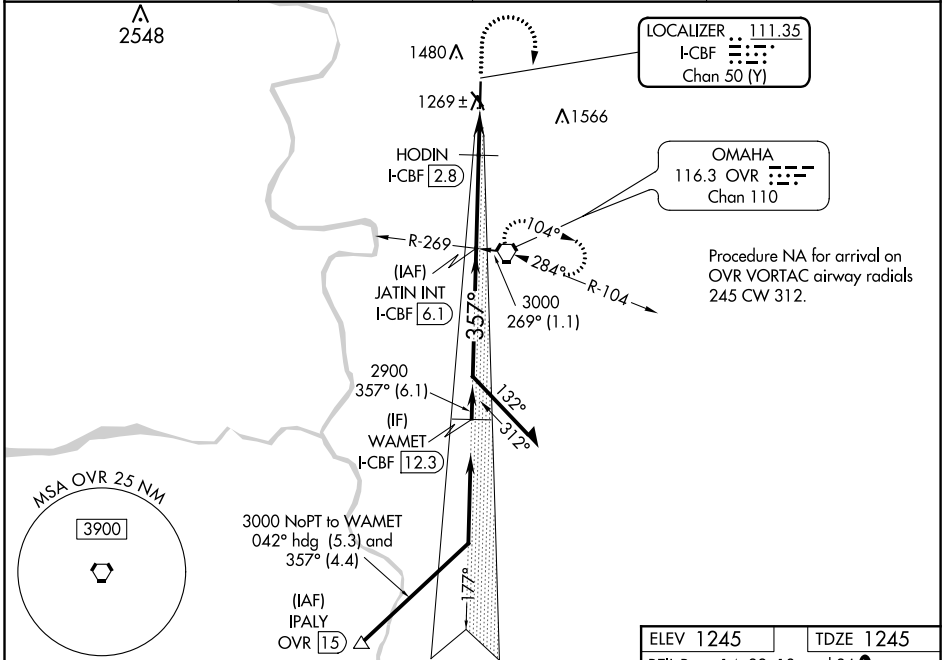 2548
1480
1269 ±
1566
LOCALIZER 111.35
I-CBF
Chan 50 (Y)
HODIN
I-CBF 2.8
OMAHA
116.3 OVR
Chan 110
R-269
104°
284°
R-104
(IAF)
JATIN INT
I-CBF 6.1
3000
269° (1.1)
Procedure NA for arrival on
OVR VORTAC airway radials
245 CW 312.
357°
2900
357° (6.1)
132°
312°
(IF)
WAMET
I-CBF 12.3
MSA OVR 25 NM
3900
3000 NoPT to WAMET
042° hdg (5.3) and
357° (4.4)
177°
(IAF)
IPALY
OVR 15
ELEV 1245
TDZE 1245